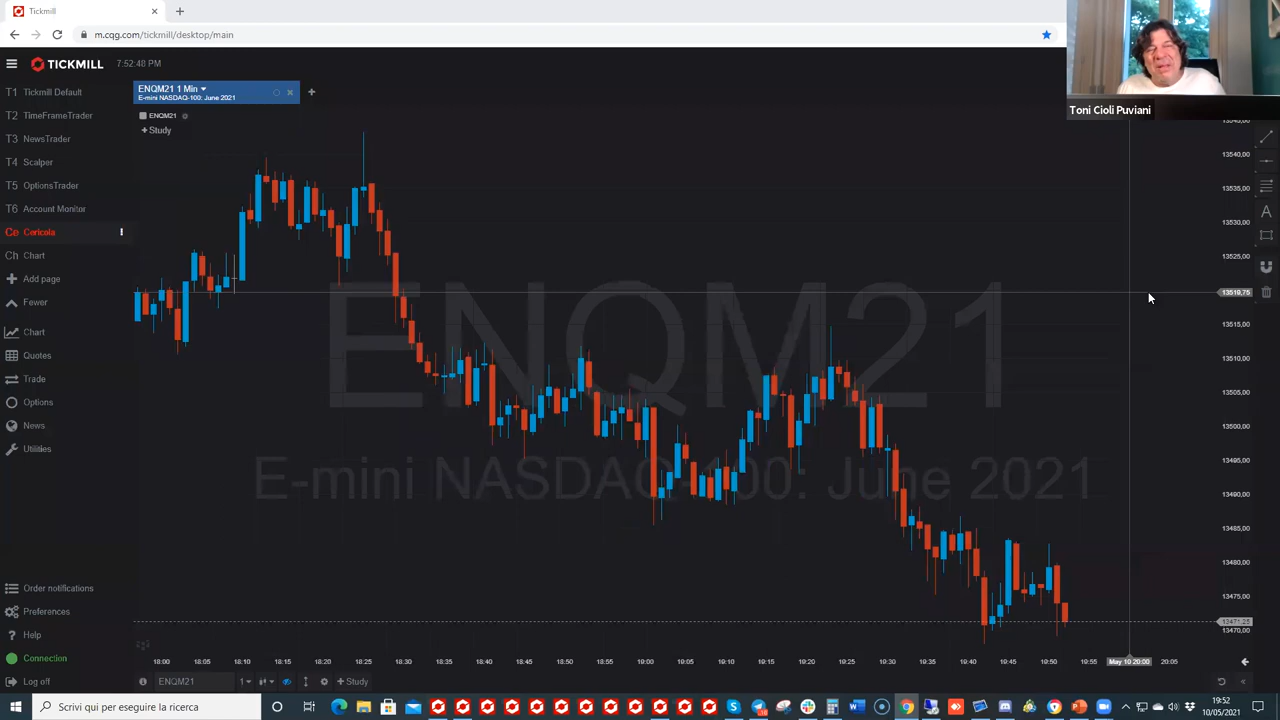 Tickmill
m.cqg.com/tickmill/desktop/main
TICKMILL
7:52:48 PM
Toni Cioli Puviani
T1 Tickmill Default
T2 TimeFrameTrader
T3 NewsTrader
T4 Scalper
T5 OptionsTrader
T6 Account Monitor
Ce Cericola
Ch Chart
Add page
Fewer
Chart
Quotes
Trade
Options
News
Utilities
Order notifications
Preferences
Help
Connection
Log off
ENQM21 1 Min
E-mini NASDAQ-100: June 2021
ENQM21
+ Study
ENQM21
E-mini NASDAQ-100: June 2021
13545,00
13540,00
13535,00
13530,00
13525,00
13519,75
13515,00
13510,00
13505,00
13500,00
13495,00
13490,00
13485,00
13480,00
13475,00
13471,25
13470,00
18:00 18:05 18:10 18:15 18:20 18:25 18:30 18:35 18:40 18:45 18:50 18:55 19:00 19:05 19:10 19:15 19:20 19:25 19:30 19:35 19:40 19:45 19:50 19:55 May 10 20:00 20:05
ENQM21 1 + Study
Scrivi qui per eseguire la ricerca
19:52
10/05/2021